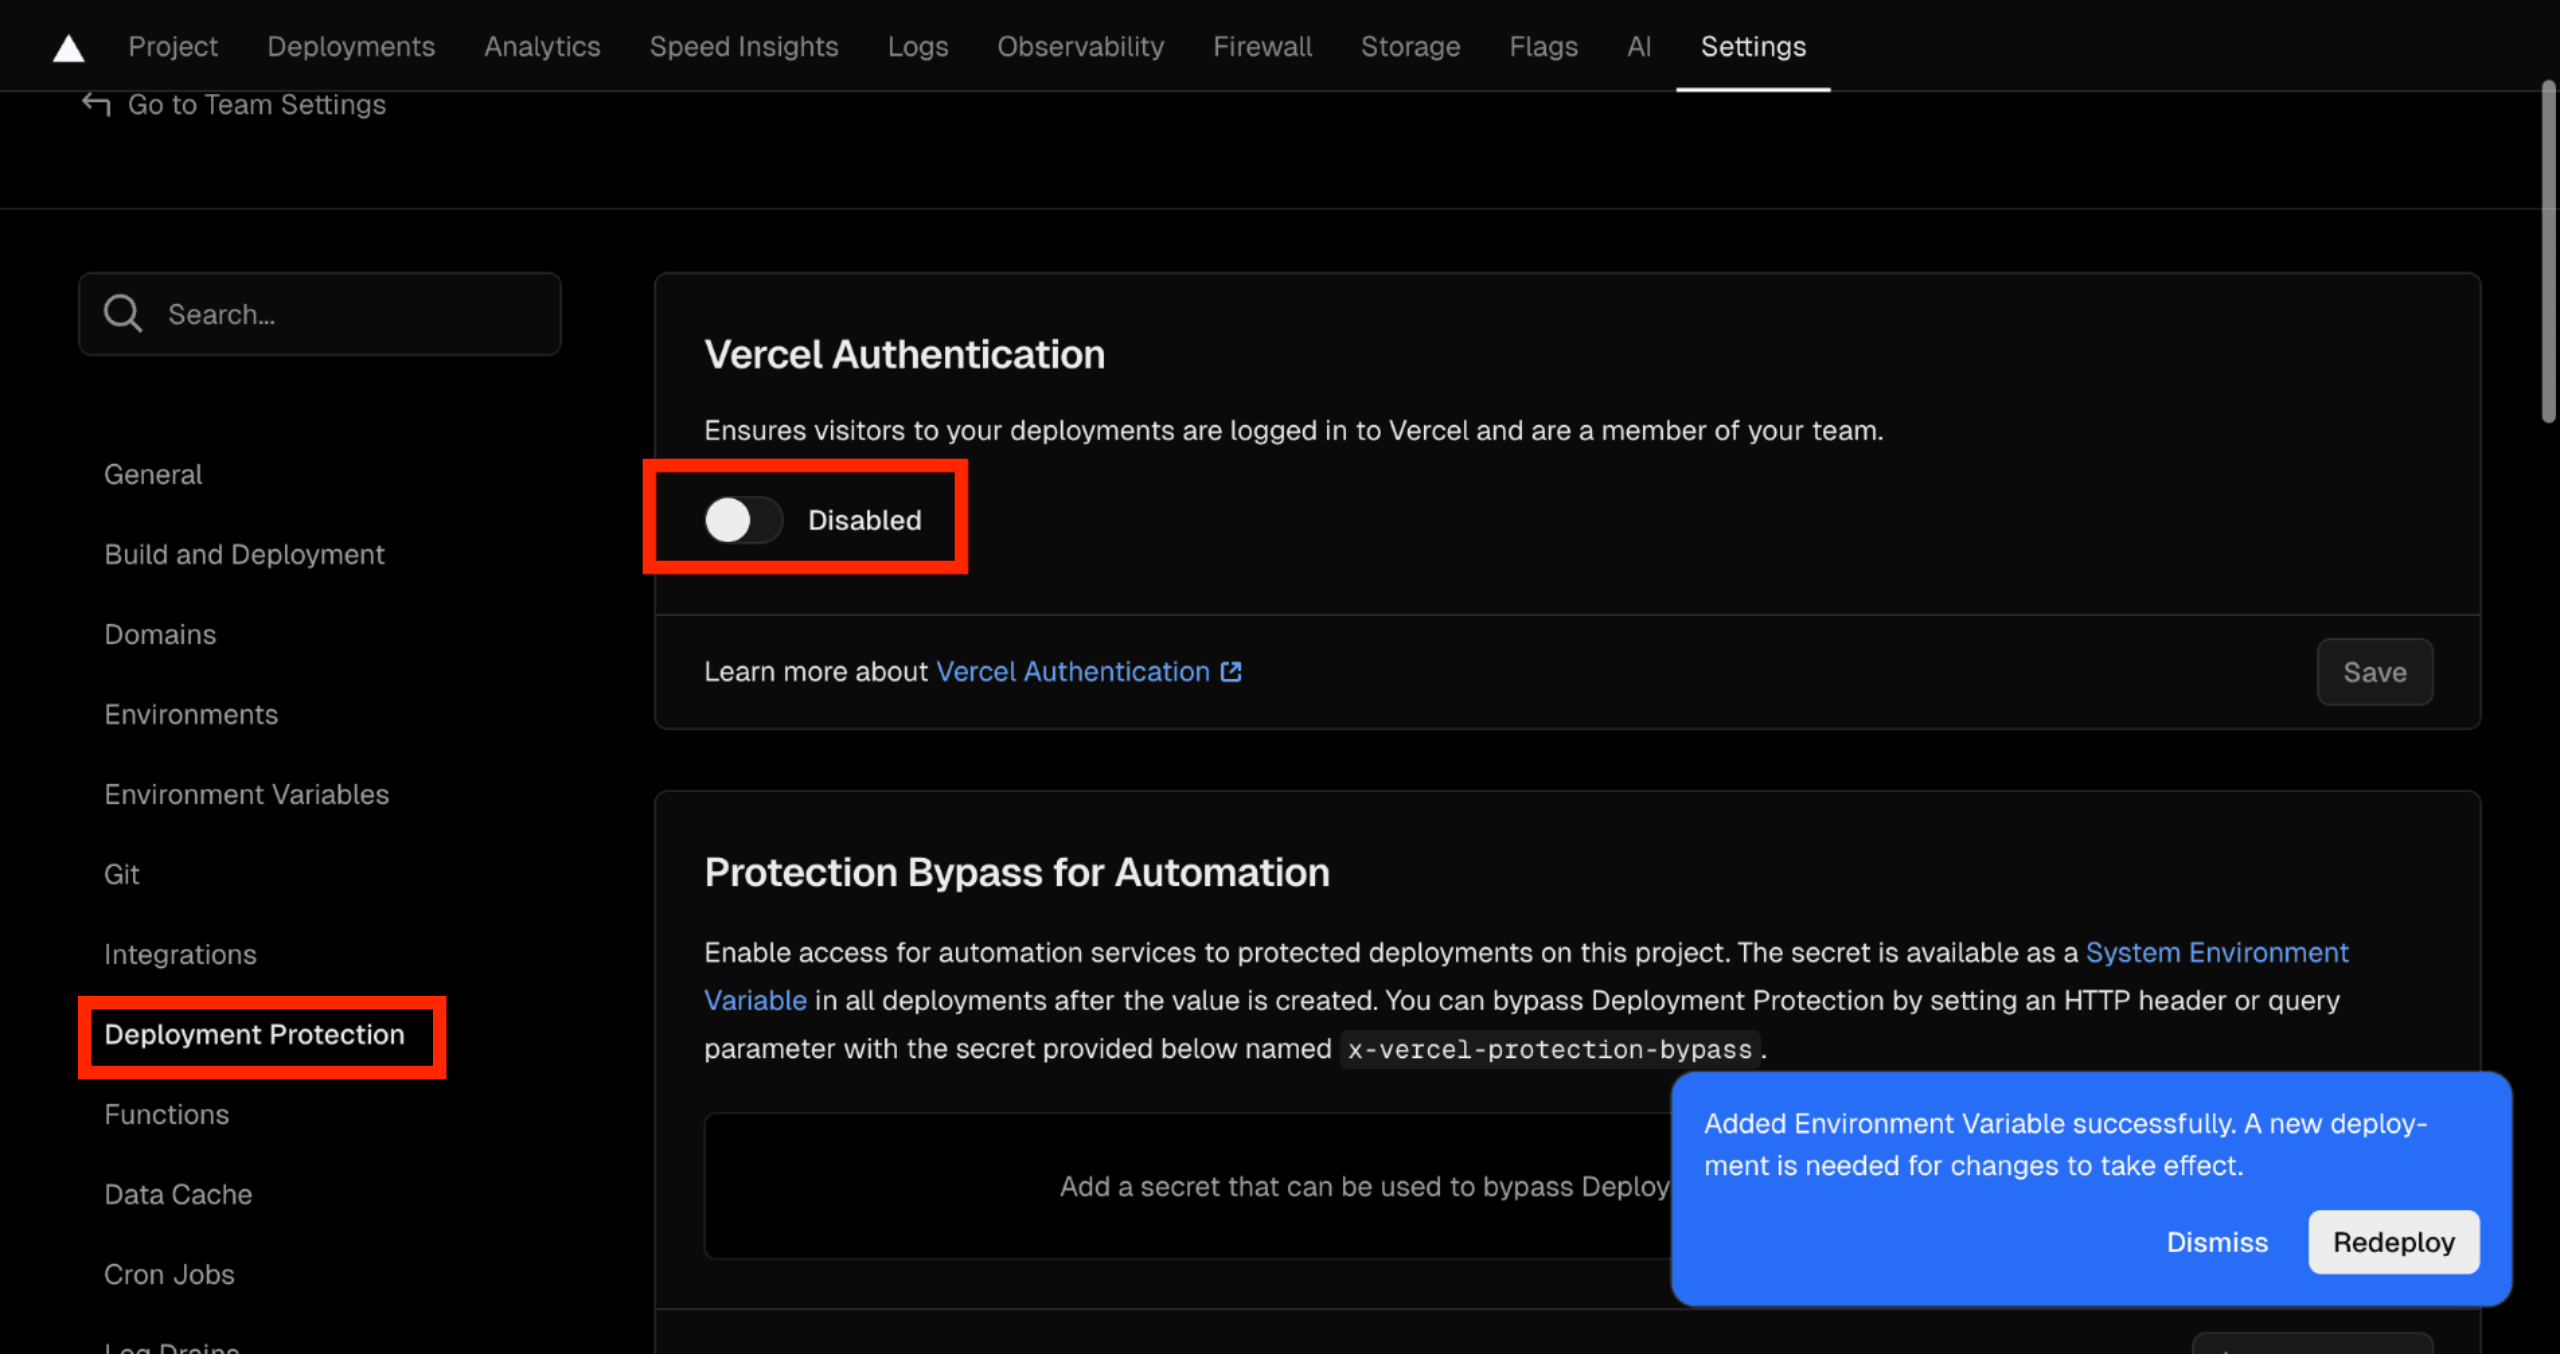 Project Deployments Analytics Speed Insights Logs Observability Firewall Storage Flags AI Settings
Go to Team Settings
Search...
General
Build and Deployment
Domains
Environments
Environment Variables
Git
Integrations
Deployment Protection
Functions
Data Cache
Cron Jobs
Log Drains
Vercel Authentication
Ensures visitors to your deployments are logged in to Vercel and are a member of your team.
Disabled
Learn more about Vercel Authentication
Save
Protection Bypass for Automation
Enable access for automation services to protected deployments on this project. The secret is available as a System Environment
Variable in all deployments after the value is created. You can bypass Deployment Protection by setting an HTTP header or query
parameter with the secret provided below named x-vercel-protection-bypass.
Add a secret that can be used to bypass Deploy
Added Environment Variable successfully. A new deploy-
ment is needed for changes to take effect.
Dismiss Redeploy